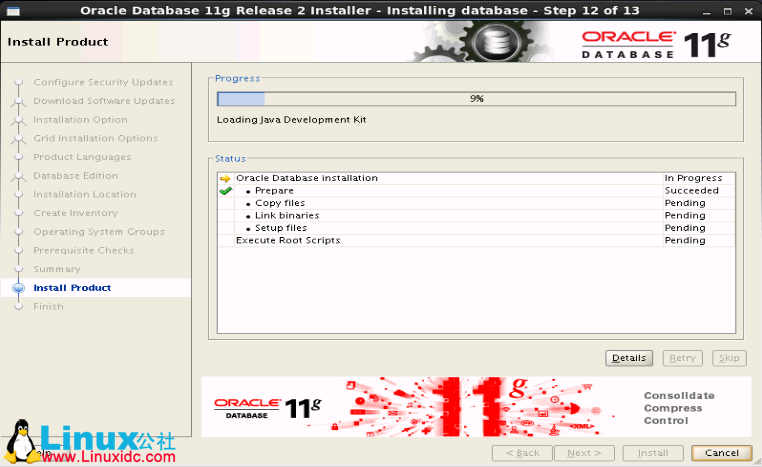 Oracle Database 11g Release 2 Installer - Installing database - Step 12 of 13
Install Product
ORACLE
DATABASE 11g
Configure Security Updates
Download Software Updates
Installation Option
Grid Installation Options
Product Languages
Database Edition
Installation Location
Create Inventory
Operating System Groups
Prerequisite Checks
Summary
Install Product
Finish
Progress
9%
Loading Java Development Kit
Status
Oracle Database installation In Progress
• Prepare Succeeded
• Copy files Pending
• Link binaries Pending
• Setup files Pending
Execute Root Scripts Pending
Details Retry Skip
ORACLE
DATABASE 11g
11g
<XML>
Consolidate
Compress
Control
Linux公社
www.Linuxidc.com
< Back Next > Install Cancel